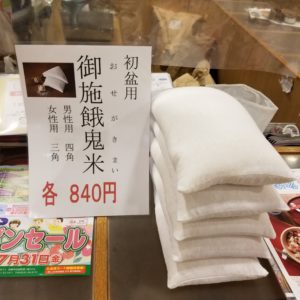 初盆用
御施餓鬼米
おせがきまい
男性用 四角
女性用 三角
各 840円
ンセール
7月31日金